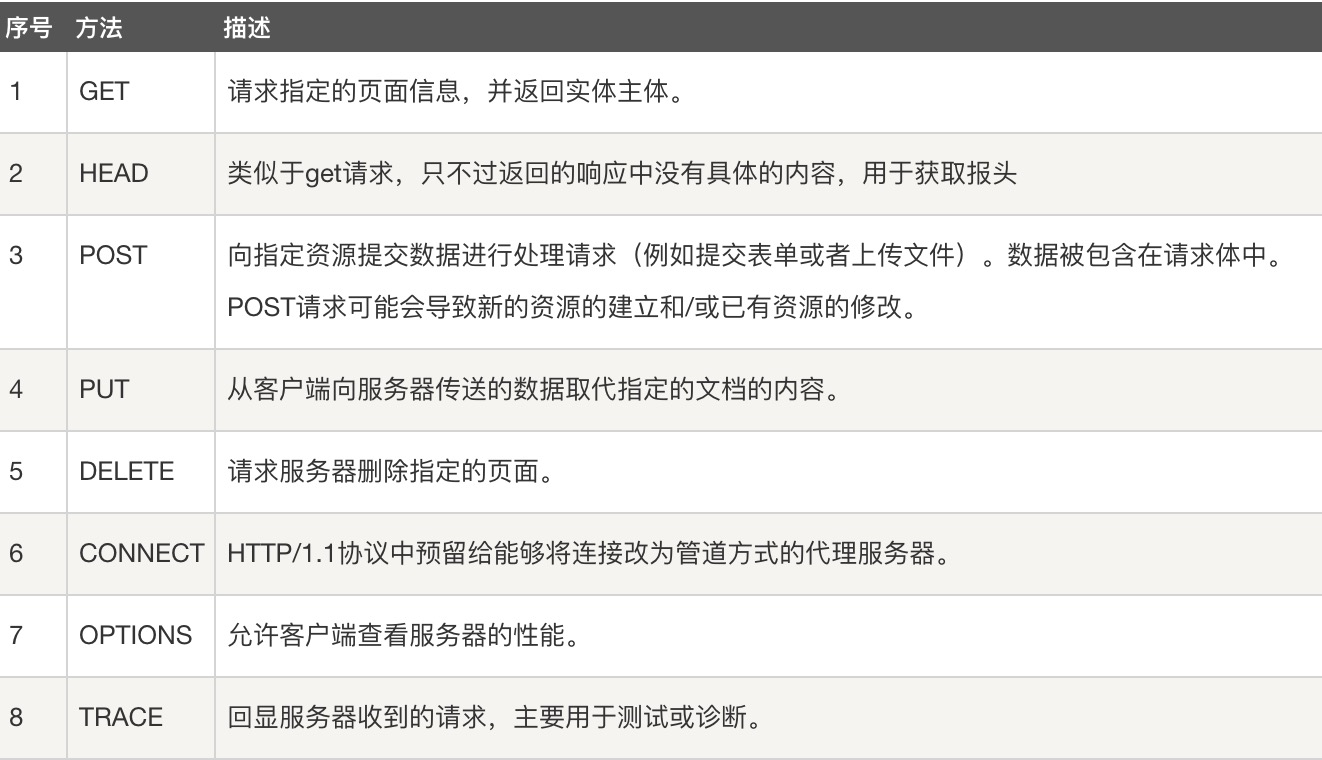 序号 方法 描述
1 GET 请求指定的页面信息，并返回实体主体。
2 HEAD 类似于get请求，只不过返回的响应中没有具体的内容，用于获取报头
3 POST 向指定资源提交数据进行处理请求（例如提交表单或者上传文件）。数据被包含在请求体中。
POST请求可能会导致新的资源的建立和/或已有资源的修改。
4 PUT 从客户端向服务器传送的数据取代指定的文档的内容。
5 DELETE 请求服务器删除指定的页面。
6 CONNECT HTTP/1.1协议中预留给能够将连接改为管道方式的代理服务器。
7 OPTIONS 允许客户端查看服务器的性能。
8 TRACE 回显服务器收到的请求，主要用于测试或诊断。